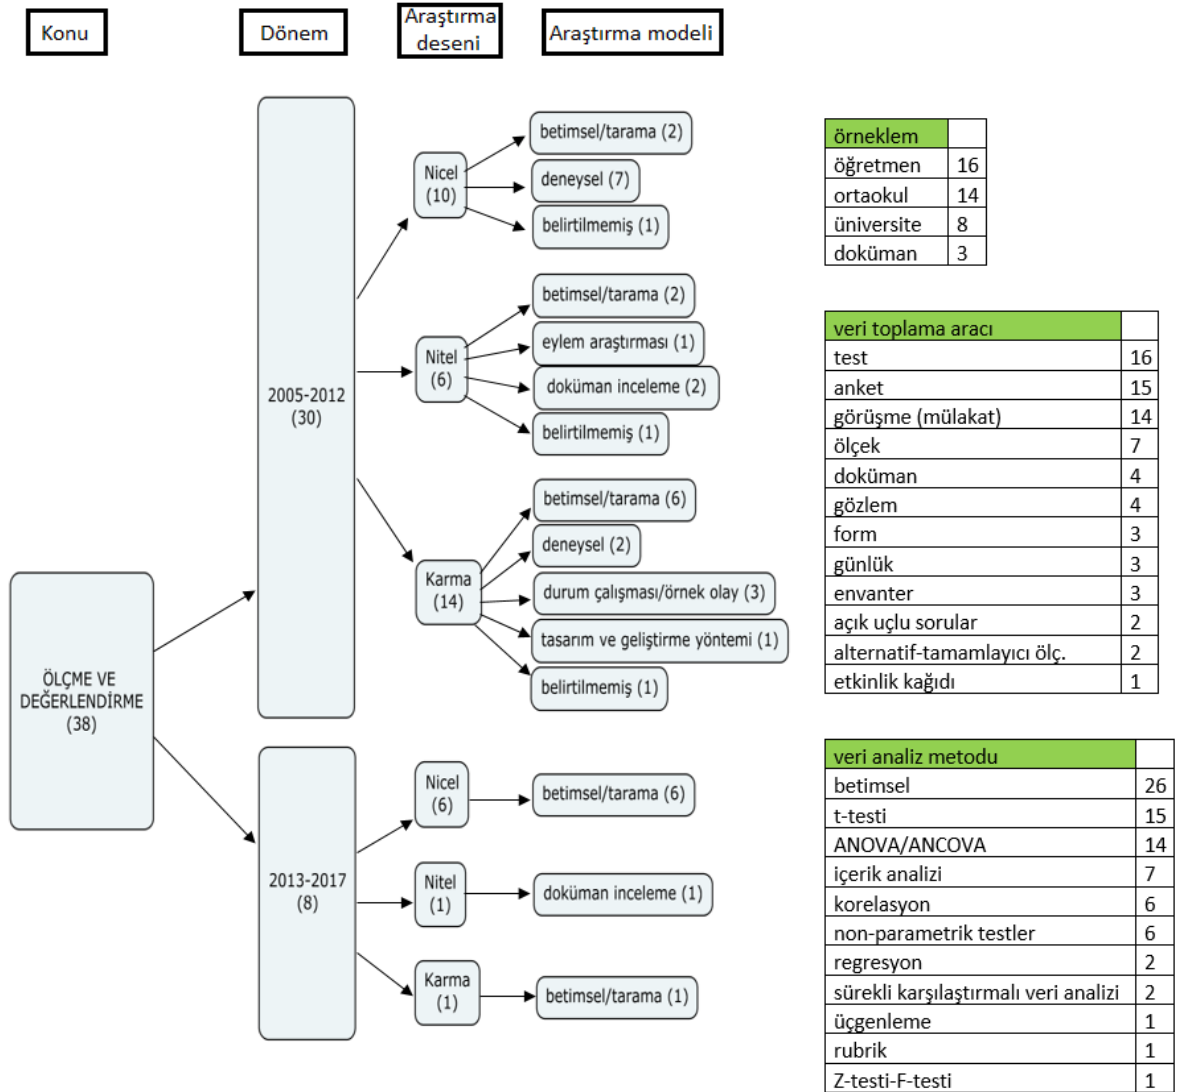 Konu
Dönem
Araştırma
deseni
Araştırma modeli
ÖLÇME VE
DEĞERLENDİRME
(38)
2005-2012
(30)
Nicel
(10)
betimsel/tarama (2)
deneysel (7)
belirtilmemiş (1)
Nitel
(6)
betimsel/tarama (2)
eylem araştırması (1)
doküman inceleme (2)
belirtilmemiş (1)
Karma
(14)
betimsel/tarama (6)
deneysel (2)
durum çalışması/örnek olay (3)
tasarım ve geliştirme yöntemi (1)
belirtilmemiş (1)
2013-2017
(8)
Nicel
(6)
betimsel/tarama (6)
Nitel
(1)
doküman inceleme (1)
Karma
(1)
betimsel/tarama (1)
örneklem
öğretmen 16
ortaokul 14
üniversite 8
doküman 3
veri toplama aracı
test 16
anket 15
görüşme (mülakat) 14
ölçek 7
doküman 4
gözlem 4
form 3
günlük 3
envanter 3
açık uçlu sorular 2
alternatif-tamamlayıcı ölç. 2
etkinlik kağıdı 1
veri analiz metodu
betimsel 26
t-testi 15
ANOVA/ANCOVA 14
içerik analizi 7
korelasyon 6
non-parametrik testler 6
regresyon 2
sürekli karşılaştırmalı veri analizi 2
üçgenleme 1
rubrik 1
Z-testi-F-testi 1